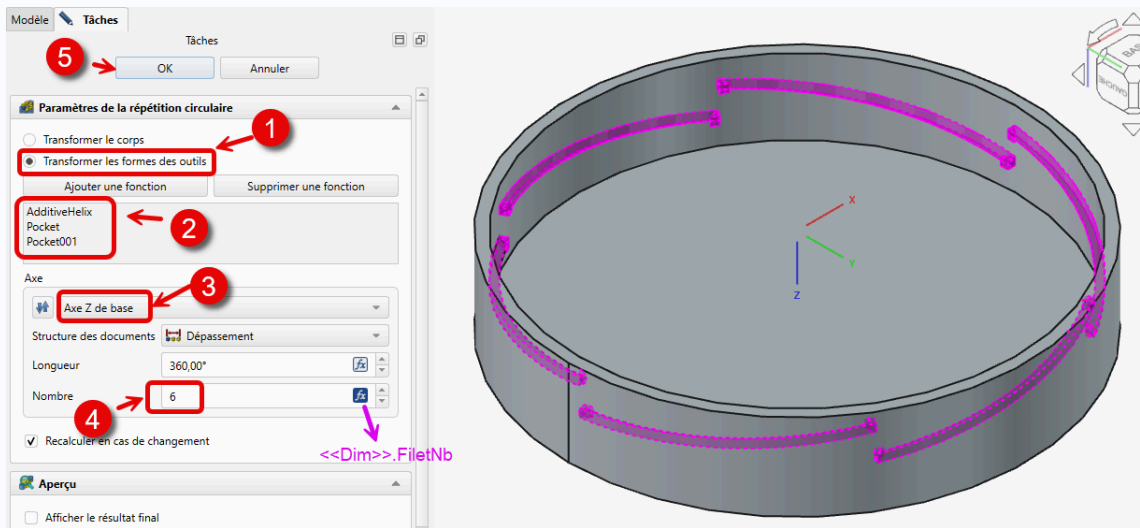 Modèle
Tâches
Tâches
5
OK
Annuler
Paramètres de la répétition circulaire
1
Transformer le corps
Transformer les formes des outils
Ajouter une fonction
Supprimer une fonction
AdditiveHelix
Pocket
Pocket001
2
Axe
3
Axe Z de base
Structure des documents
Dépassement
Longueur
360,00°
Nombre
6
4
Recalculer en cas de changement
<<Dim>>.FiletNb
Aperçu
Afficher le résultat final
X
Y
Z
BAS
GAUCHE